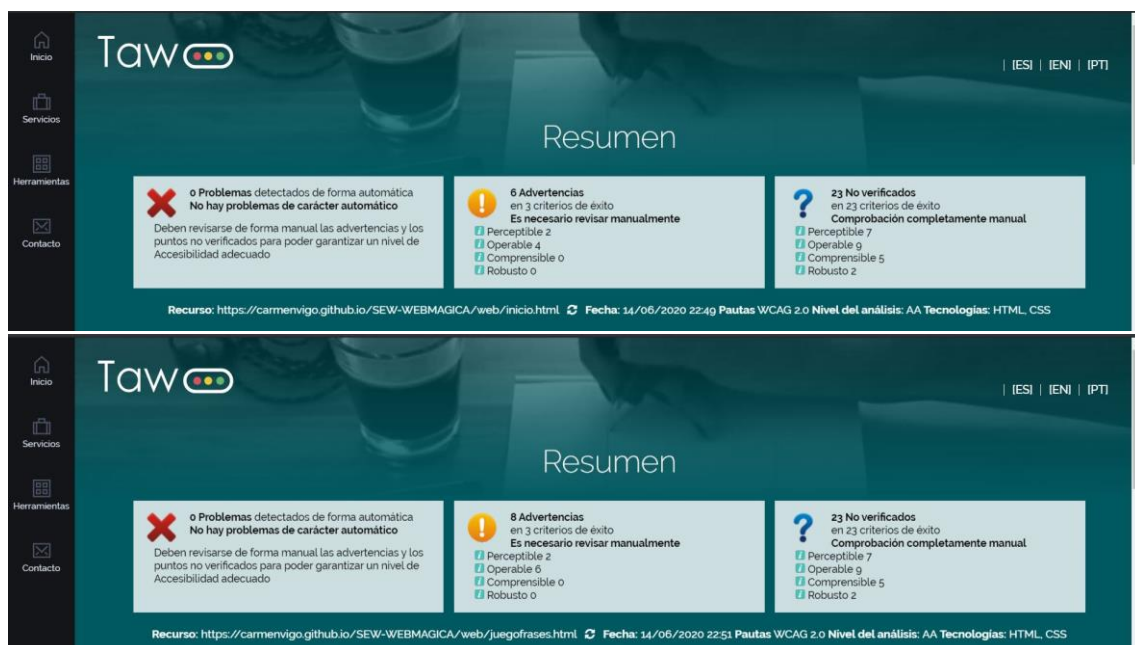 Inicio
Taw
| [ES] | [EN] | [PT]
Servicios
Resumen
Herramientas
0 Problemas detectados de forma automática
No hay problemas de carácter automático
Deben revisarse de forma manual las advertencias y los
puntos no verificados para poder garantizar un nivel de
Accesibilidad adecuado
6 Advertencias
en 3 criterios de éxito
Es necesario revisar manualmente
Perceptible 2
Operable 4
Comprensible 0
Robusto 0
23 No verificados
en 23 criterios de éxito
Comprobación completamente manual
Perceptible 7
Operable 9
Comprensible 5
Robusto 2
Contacto
Recurso: https://carmenvigo.github.io/SEW-WEBMAGICA/web/inicio.html Fecha: 14/06/2020 22:49 Pautas WCAG 2.0 Nivel del análisis: AA Tecnologías: HTML, CSS
Inicio
Taw
| [ES] | [EN] | [PT]
Servicios
Resumen
Herramientas
0 Problemas detectados de forma automática
No hay problemas de carácter automático
Deben revisarse de forma manual las advertencias y los
puntos no verificados para poder garantizar un nivel de
Accesibilidad adecuado
8 Advertencias
en 3 criterios de éxito
Es necesario revisar manualmente
Perceptible 2
Operable 6
Comprensible 0
Robusto 0
23 No verificados
en 23 criterios de éxito
Comprobación completamente manual
Perceptible 7
Operable 9
Comprensible 5
Robusto 2
Contacto
Recurso: https://carmenvigo.github.io/SEW-WEBMAGICA/web/juegofrases.html Fecha: 14/06/2020 22:51 Pautas WCAG 2.0 Nivel del análisis: AA Tecnologías: HTML, CSS